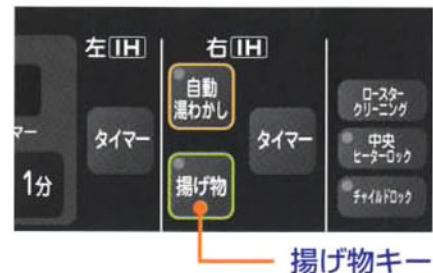 左IH
右IH
自動
湯わかし
ロースター
クリーニング
マー
タイマー
タイマー
中央
ヒーターロック
1分
揚げ物
チャイルドロック
揚げ物キー